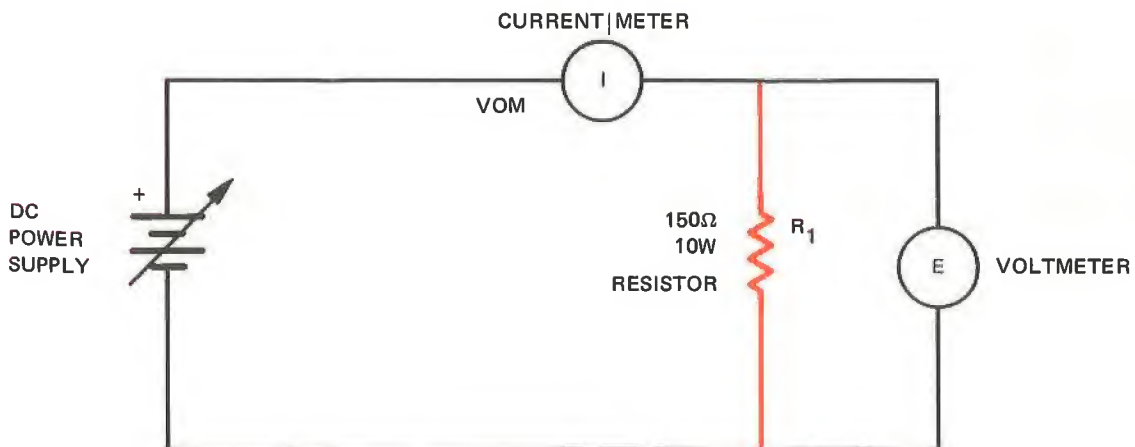 CURRENT METER
I
VOM
+
DC
POWER
SUPPLY
150Ω
10W
RESISTOR
R1
E
VOLTMETER